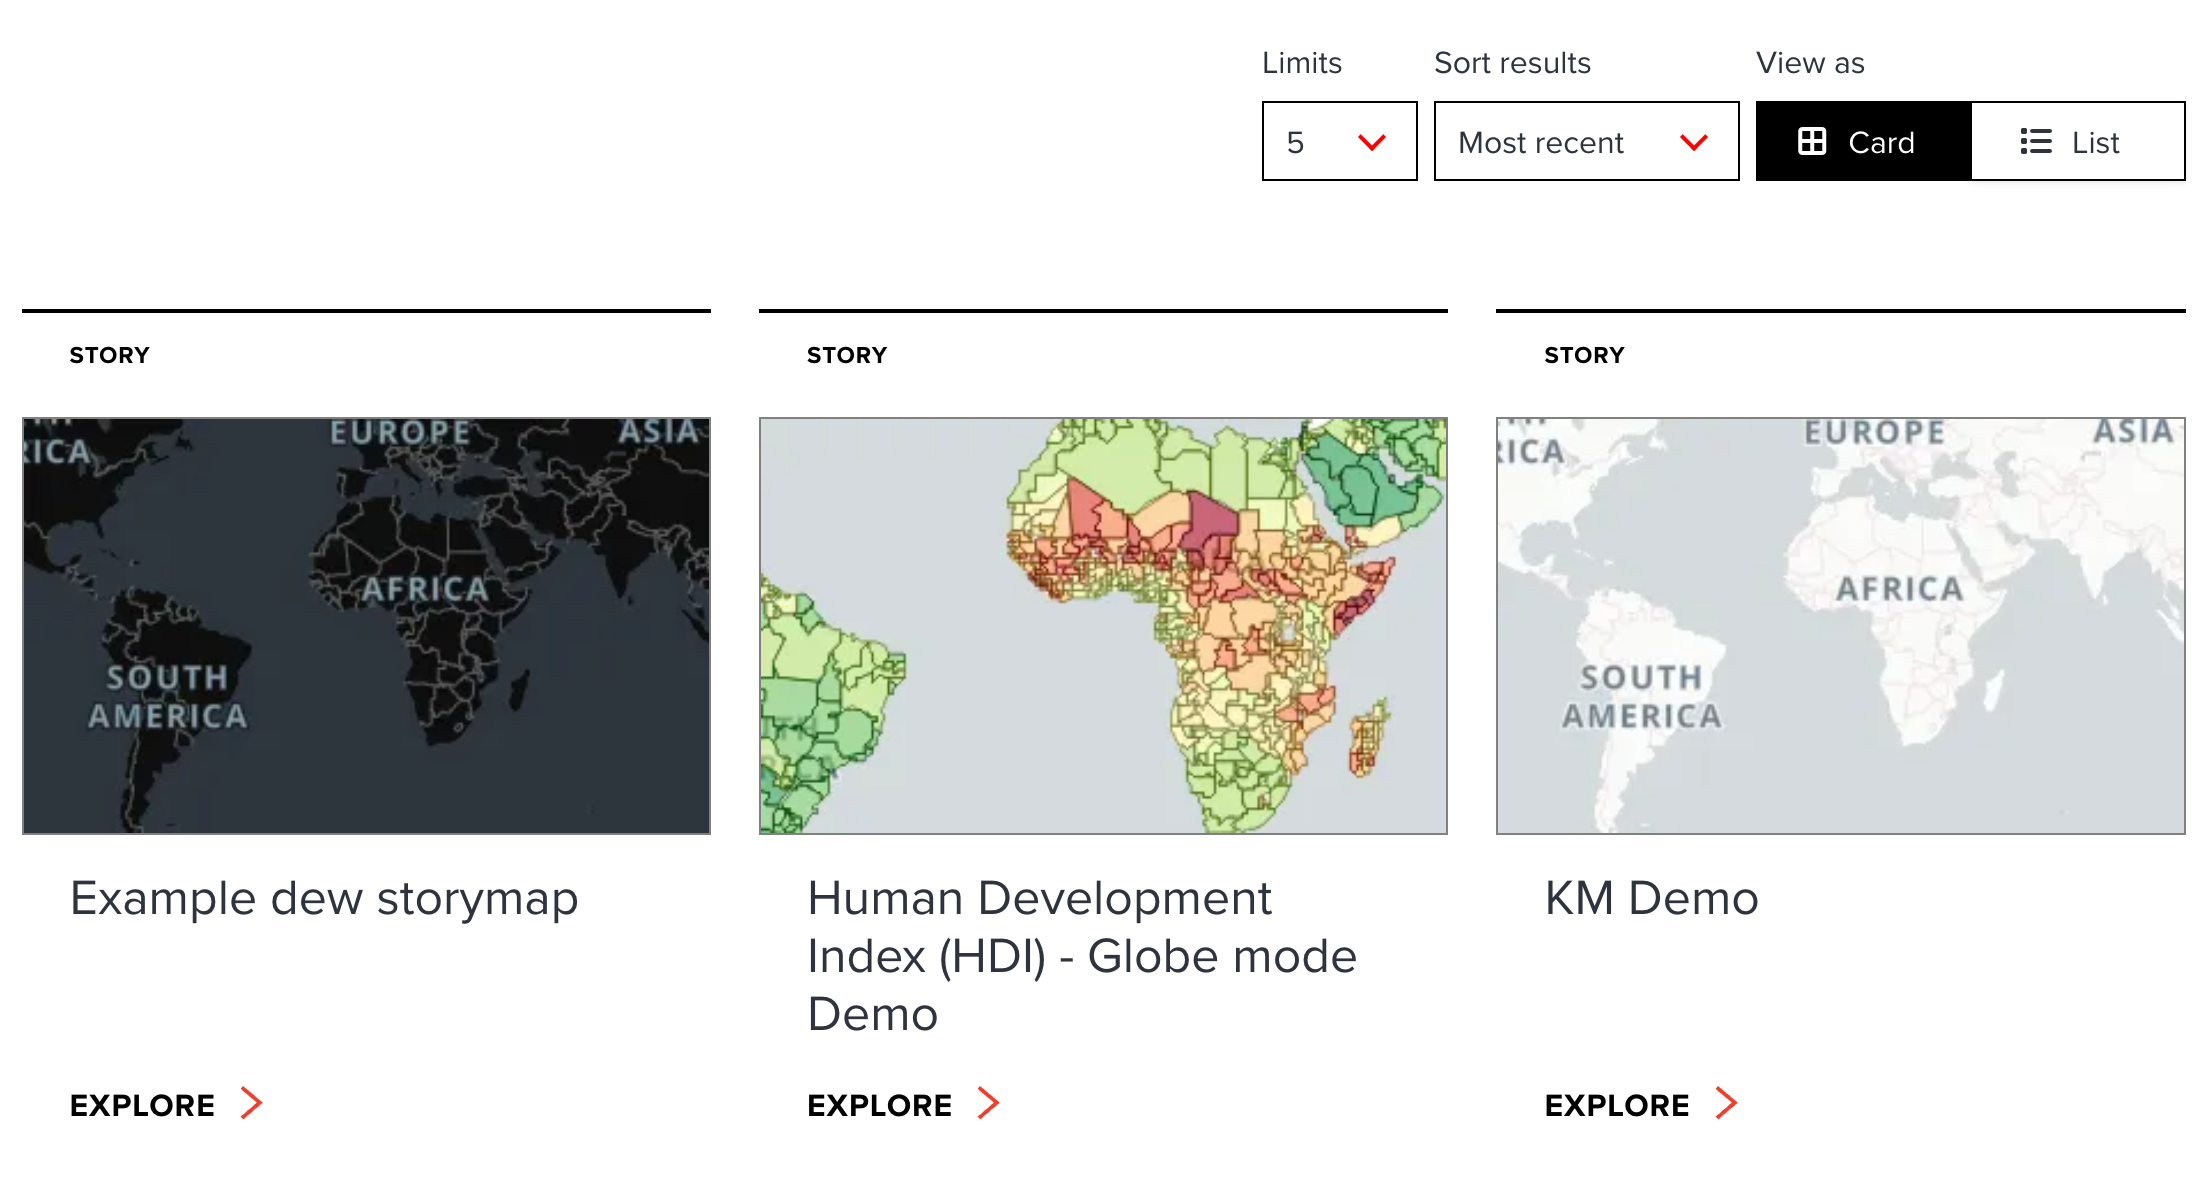 Limits
Sort results
View as
5
Most recent
Card
List
STORY
STORY
STORY
RICA
EUROPE
ASIA
AFRICA
SOUTH
AMERICA
RICA
EUROPE
ASIA
AFRICA
SOUTH
AMERICA
Example dew storymap
Human Development
Index (HDI) - Globe mode
Demo
KM Demo
EXPLORE
EXPLORE
EXPLORE